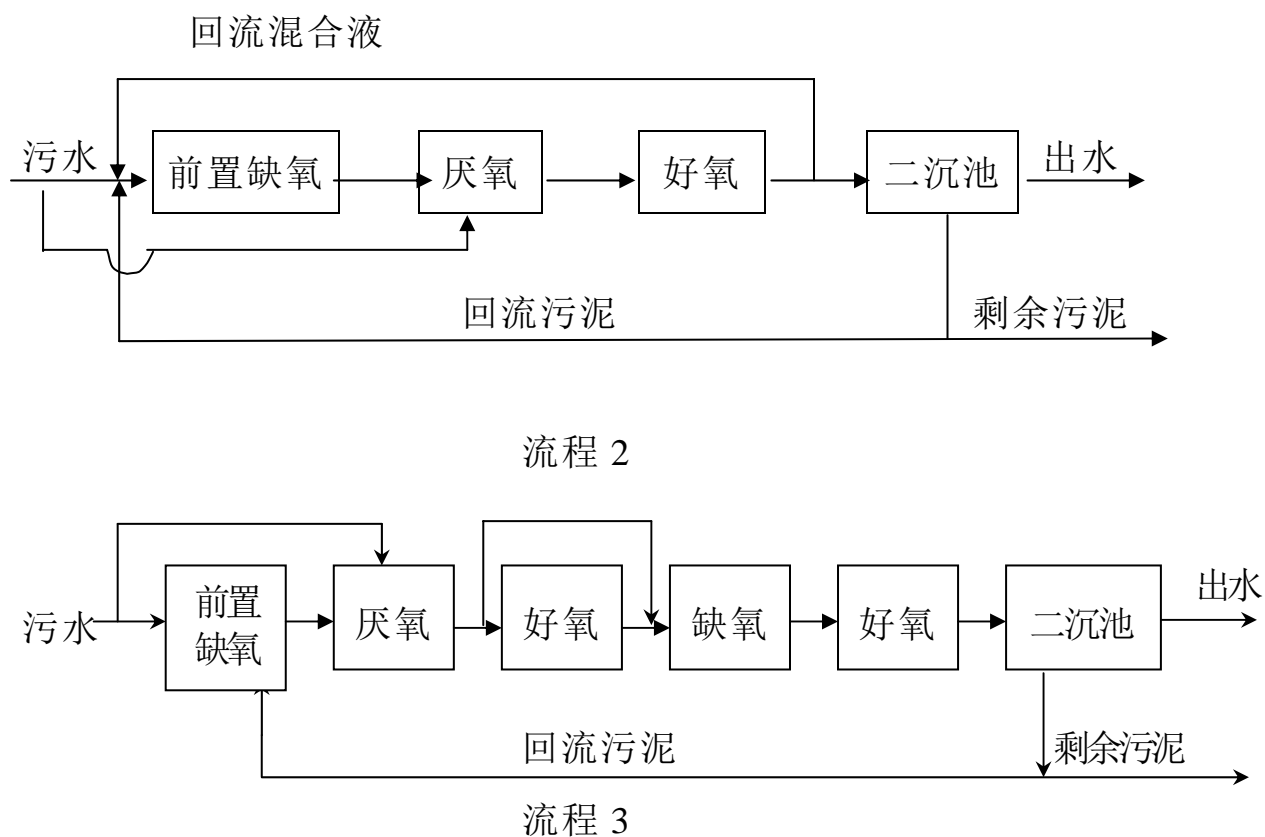 回流混合液
污水
前置缺氧
厌氧
好氧
二沉池
出水
回流污泥
剩余污泥
流程 2
污水
前置
缺氧
厌氧
好氧
缺氧
好氧
二沉池
出水
回流污泥
剩余污泥
流程 3